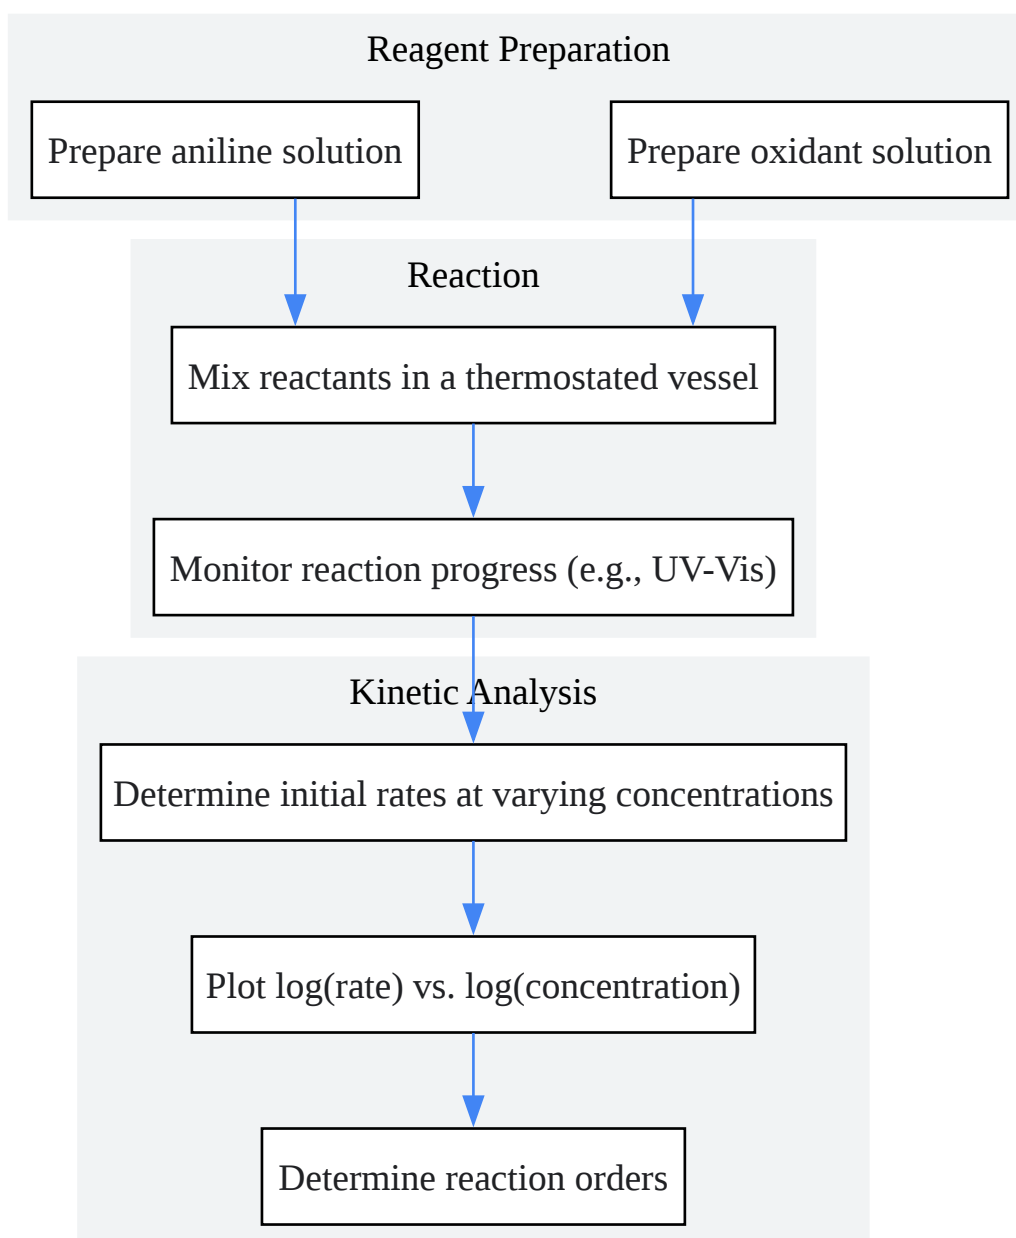 Reagent Preparation
Prepare aniline solution
Prepare oxidant solution
Reaction
Mix reactants in a thermostated vessel
Monitor reaction progress (e.g., UV-Vis)
Kinetic Analysis
Determine initial rates at varying concentrations
Plot log(rate) vs. log(concentration)
Determine reaction orders